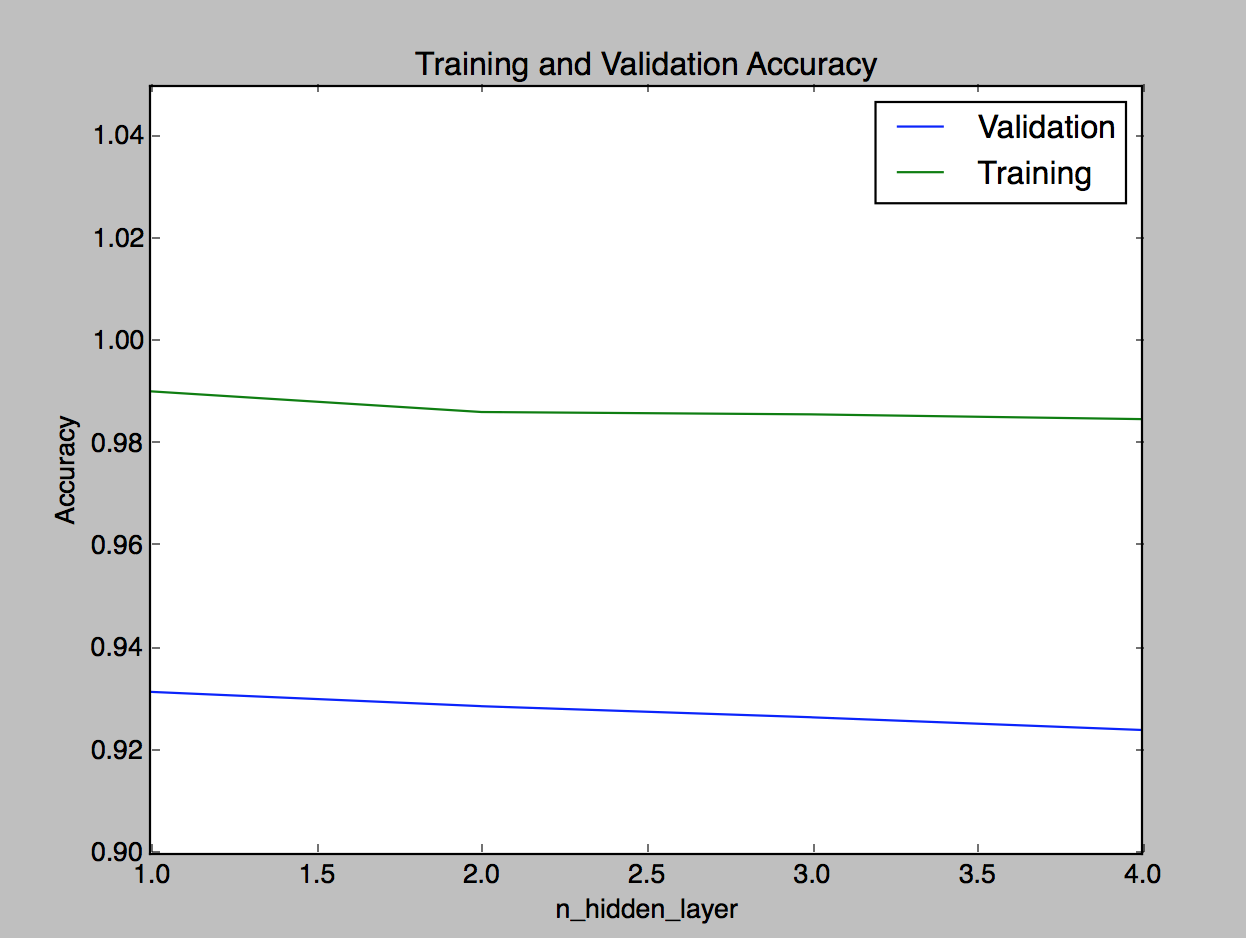 Training and Validation Accuracy
Validation
Training
1.04
1.02
1.00
0.98
0.96
0.94
0.92
0.90
Accuracy
1.0 1.5 2.0 2.5 3.0 3.5 4.0
n_hidden_layer